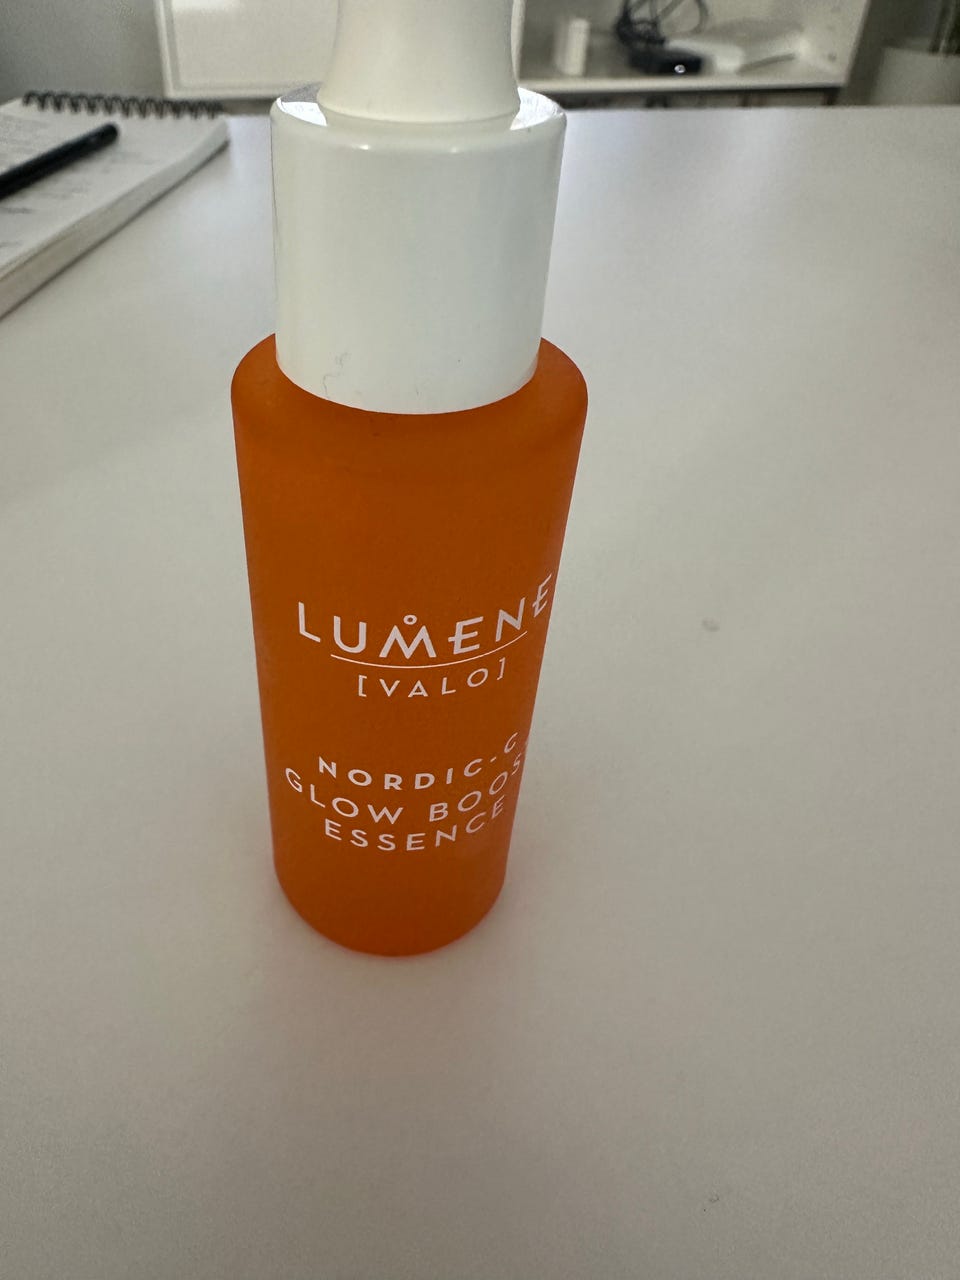 LUMENE
[VALO]
NORDIC-C
GLOW BOOS
ESSENCE